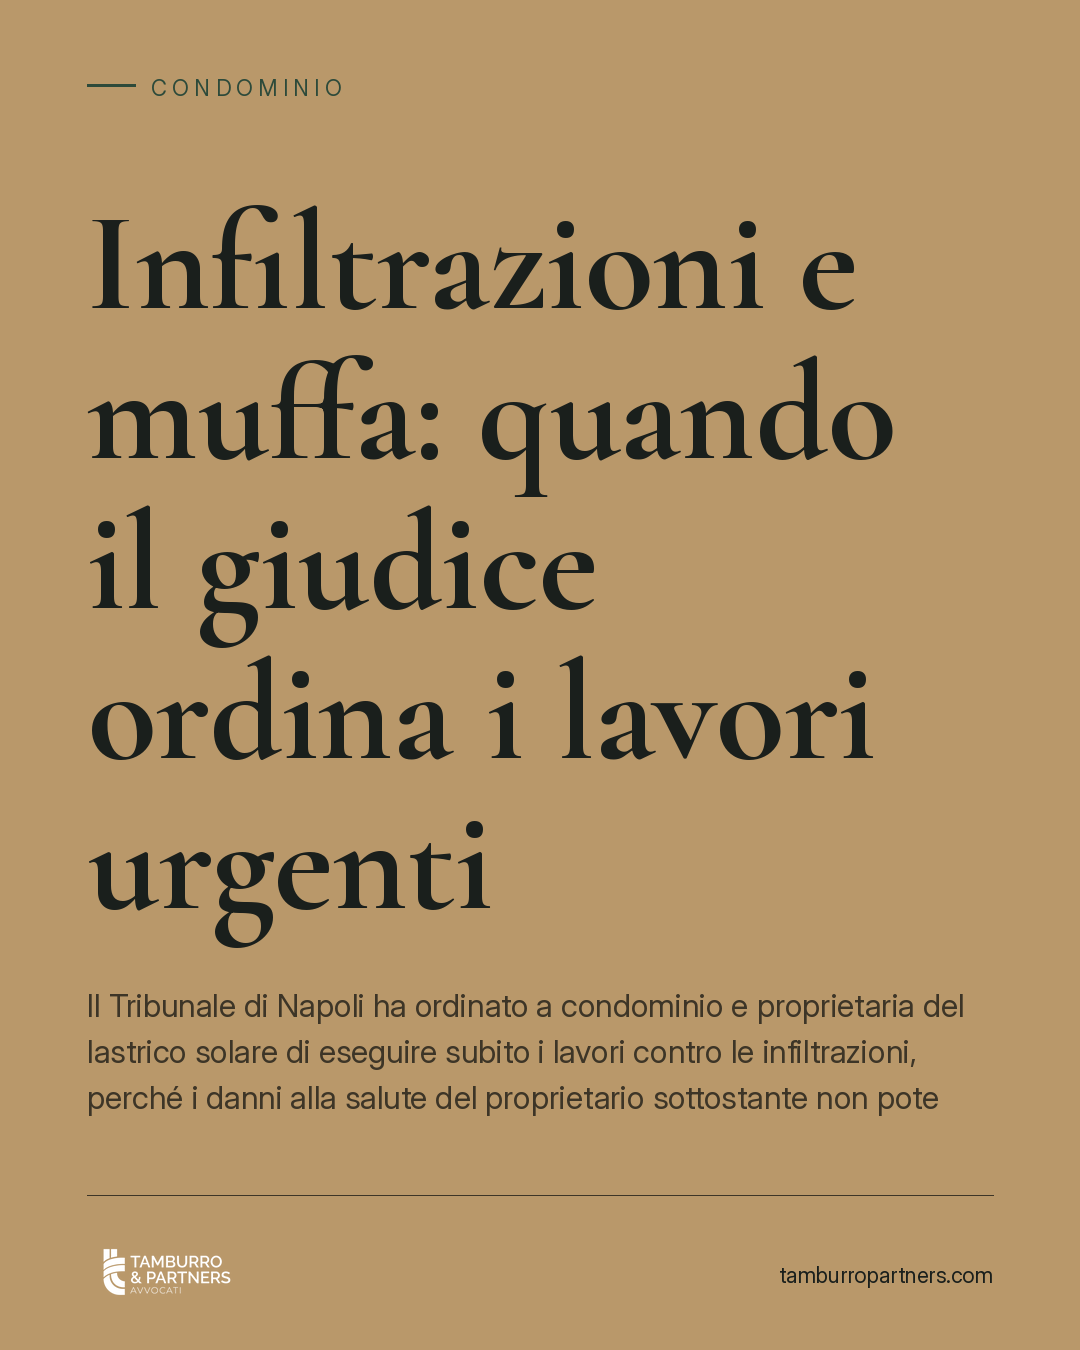 CONDOMINIO
Infiltrazioni e
muffa: quando
il giudice
ordina i lavori
urgenti
Il Tribunale di Napoli ha ordinato a condominio e proprietaria del
lastrico solare di eseguire subito i lavori contro le infiltrazioni,
perché i danni alla salute del proprietario sottostante non pote
TAMBURRO
& PARTNERS
AVVOCATI
tamburropartners.com